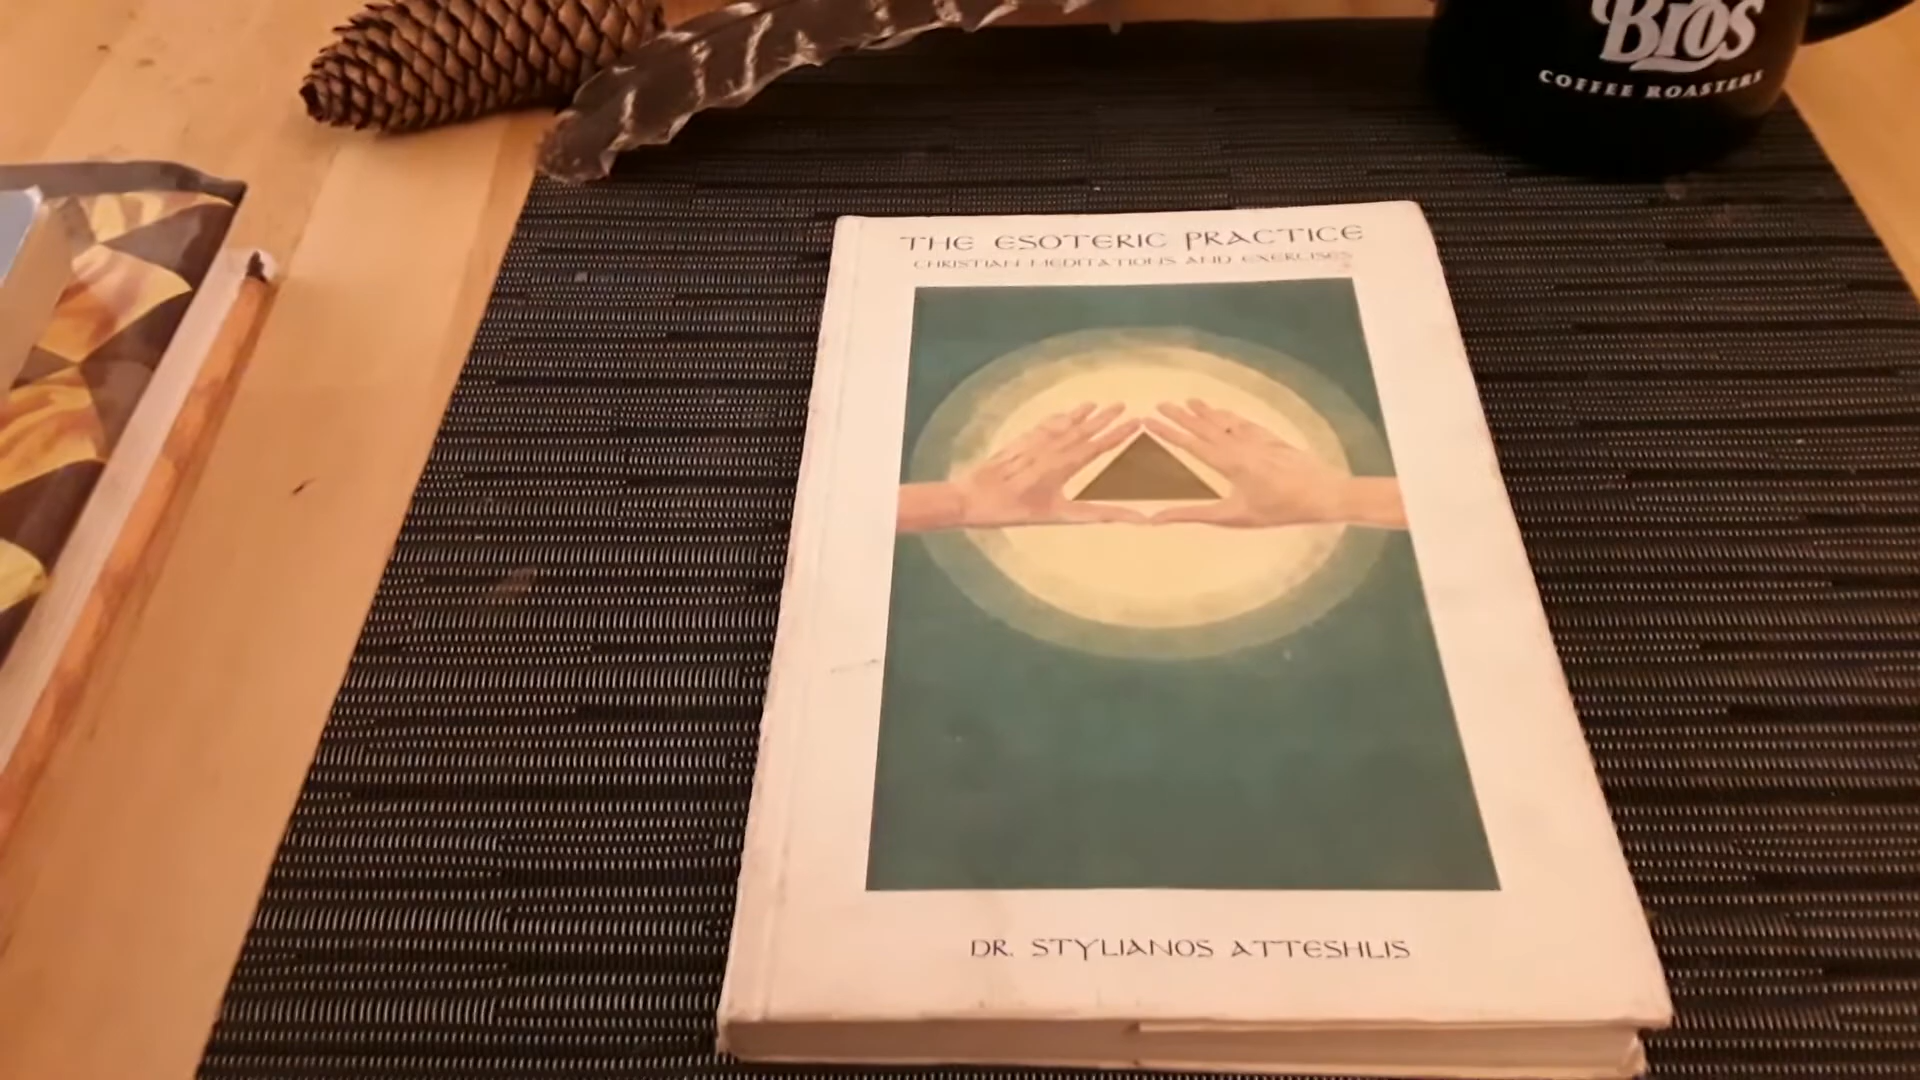 Bros
COFFEE ROASTERS
THE ESOTERIC PRACTICE
CHRISTIAN MEDITATIONS AND EXERCISES
DR. STYLIANOS ATTESHLIS